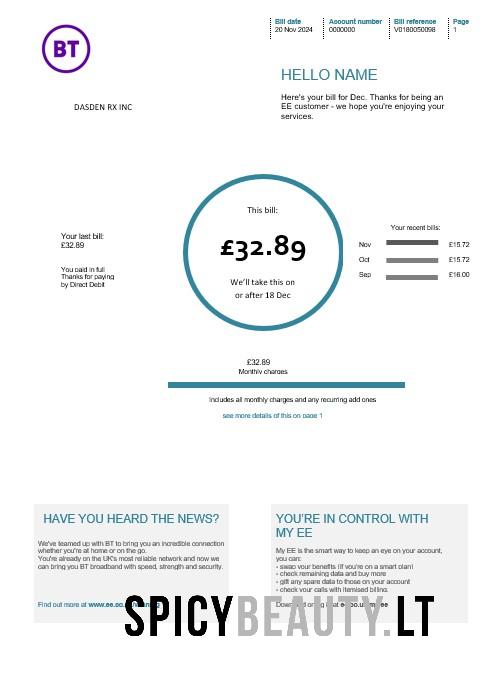 Bill date Account number Bill reference Page
20 Nov 2024 0000000 V0180050098 1
BT
HELLO NAME
Here's your bill for Dec. Thanks for being an
EE customer - we hope you're enjoying your
services.
DASDEN RX INC
This bill:
£32.89
We'll take this on
or after 18 Dec
Your last bill:
£32.89
You paid in full
Thanks for paying
by Direct Debit
Your recent bills:
Nov £15.72
Oct £15.72
Sep £16.00
£32.89
Monthly charges
Includes all monthly charges and any recurring add ones
see more details of this on page 1
HAVE YOU HEARD THE NEWS?
We've teamed up with BT to bring you an incredible connection
whether you're at home or on the go.
You're already on the UK's most reliable network and now we
can bring you BT broadband with speed, strength and security.
Find out more at www.ee.co.
YOU'RE IN CONTROL WITH
MY EE
My EE is the smart way to keep an eye on your account,
you can:
- swap your benefits (if you're on a smart plan)
- check remaining data and buy more
- gift any spare data to those on your account
- check your calls with itemised billing.
SPICYBEAUTY.LT